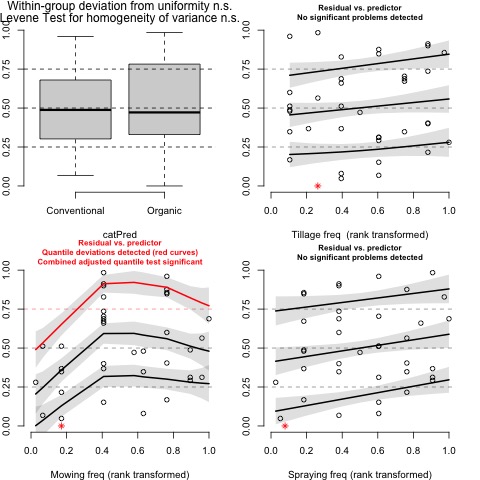 Within-group deviation from uniformity n.s.
Levene Test for homogeneity of variance n.s.
0.00 0.25 0.50 0.75 1.00
Conventional Organic
catPred
Residual vs. predictor
No significant problems detected
0.00 0.25 0.50 0.75 1.00
0.0 0.2 0.4 0.6 0.8 1.0
Tillage freq (rank transformed)
Residual vs. predictor
Quantile deviations detected (red curves)
Combined adjusted quantile test significant
0.00 0.25 0.50 0.75 1.00
0.0 0.2 0.4 0.6 0.8 1.0
Mowing freq (rank transformed)
Residual vs. predictor
No significant problems detected
0.00 0.25 0.50 0.75 1.00
0.0 0.2 0.4 0.6 0.8 1.0
Spraying freq (rank transformed)